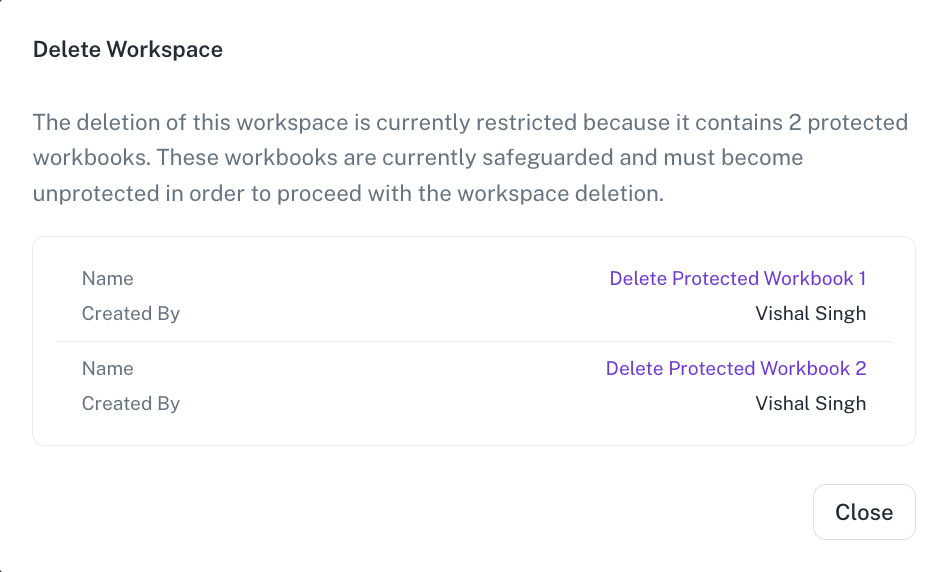 Delete Workspace
The deletion of this workspace is currently restricted because it contains 2 protected
workbooks. These workbooks are currently safeguarded and must become
unprotected in order to proceed with the workspace deletion.
Name Delete Protected Workbook 1
Created By Vishal Singh
Name Delete Protected Workbook 2
Created By Vishal Singh
Close